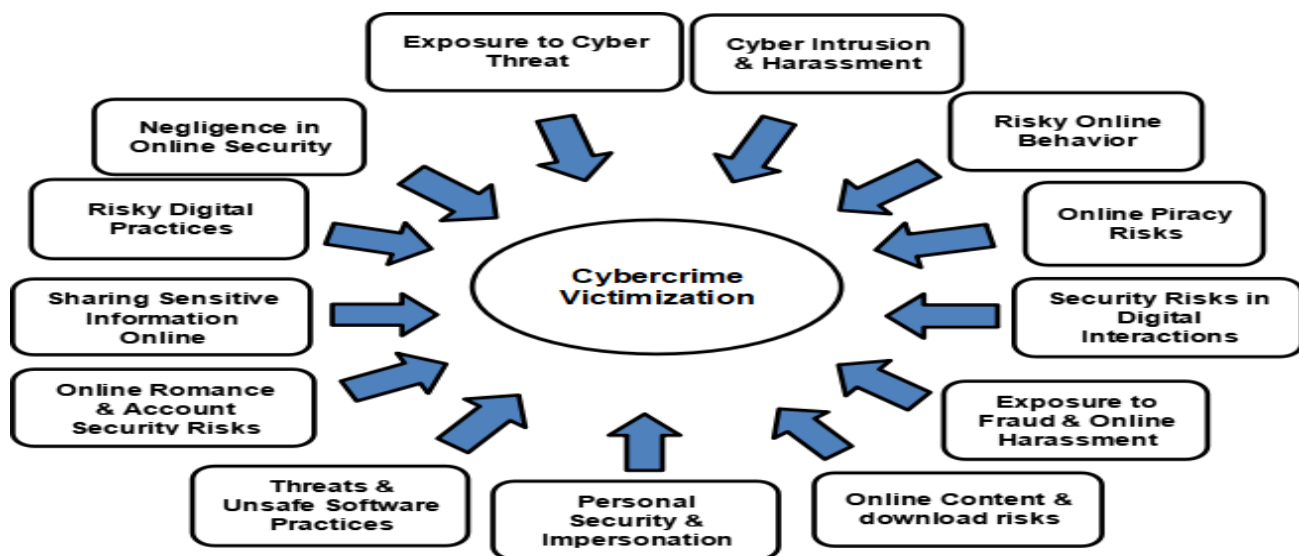 Exposure to Cyber
Threat
Cyber Intrusion
& Harassment
Negligence in
Online Security
Risky Online
Behavior
Risky Digital
Practices
Online Piracy
Risks
Cybercrime
Victimization
Sharing Sensitive
Information
Online
Security Risks in
Digital
Interactions
Online Romance
& Account
Security Risks
Exposure to
Fraud & Online
Harassment
Threats &
Unsafe Software
Practices
Personal
Security &
Impersonation
Online Content &
download risks